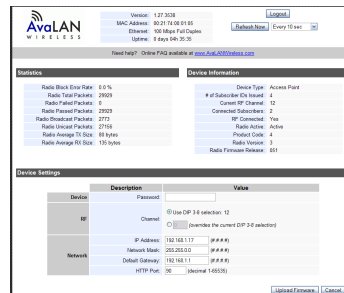 AvaLAN
WIRELESS
Version: 1.27.3538
MAC Address: 00:21:74:00:01:05
Ethernet: 100 Mbps Full Duplex
Uptime: 8 days 04h 35:35
Logout
Refresh Now Every 10 sec
Need help? Online FAQ available at www.AvaLANWireless.com
Statistics
Radio Block Error Rate: 0.0 %
Radio Total Packets: 29929
Radio Failed Packets: 0
Radio Passed Packets: 29929
Radio Broadcast Packets: 2773
Radio Unicast Packets: 27156
Radio Average TX Size: 80 bytes
Radio Average RX Size: 135 bytes
Device Information
Device Type: Access Point
# of Subscriber IDs Issued: 4
Current RF Channel: 12
Connected Subscribers: 2
RF Connected: Yes
Radio Active: Active
Product Code: 4
Radio Version: 3
Radio Firmware Release: 051
Device Settings
Description Value
Device Password:
RF Channel: Use DIP 3-8 selection: 12
(overrides the current DIP 3-8 selection)
Network
IP Address: 192.168.1.17 (#.#.#.#)
Network Mask: 255.255.0.0 (#.#.#.#)
Default Gateway: 192.168.1.1 (#.#.#.#)
HTTP Port: 90 (decimal 1-65535)
Upload Firmware Cancel